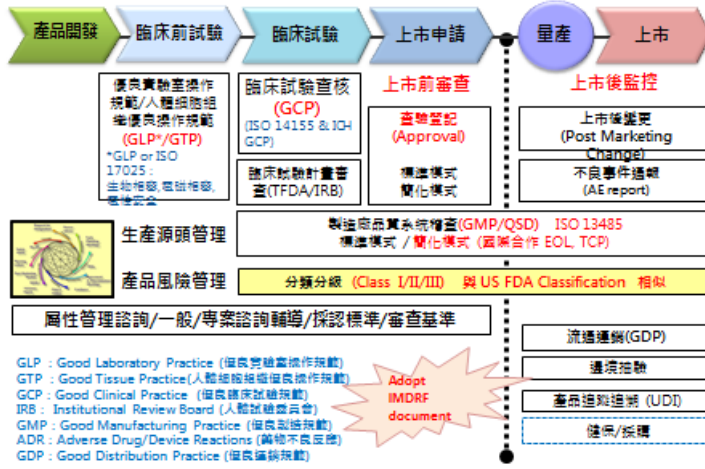 產品開發
臨床前試驗
臨床試驗
上市申請
量產
上市
優良實驗室操作
規範/人體細胞組
織優良操作規範
(GLP*/GTP)
*GLP or ISO
17025：
生物相容,電磁相容,
電性安全
臨床試驗查核
(GCP)
(ISO 14155 & ICH
GCP)
臨床試驗計畫審
查(TFDA/IRB)
上市前審查
查驗登記
(Approval)
標準模式
簡化模式
上市後監控
上市後變更
(Post Marketing
Change)
不良事件通報
(AE report)
生產源頭管理
製造廠品質系統稽查(GMP/QSD) ISO 13485
標準模式 / 簡化模式 (國際合作 EOL, TCP)
產品風險管理
分類分級 (Class I/II/III) 與 US FDA Classification 相似
屬性管理諮詢/一般/專案諮詢輔導/採認標準/審查基準
流通運銷(GDP)
邊境抽驗
產品追蹤追溯 (UDI)
健保/採購
Adopt
IMDRF
document
GLP : Good Laboratory Practice (優良實驗室操作規範)
GTP : Good Tissue Practice(人體細胞組織優良操作規範)
GCP : Good Clinical Practice (優良臨床試驗規範)
IRB : Institutional Review Board (人體試驗委員會)
GMP : Good Manufacturing Practice (優良製造規範)
ADR : Adverse Drug/Device Reactions (藥物不良反應)
GDP : Good Distribution Practice (優良運銷規範)